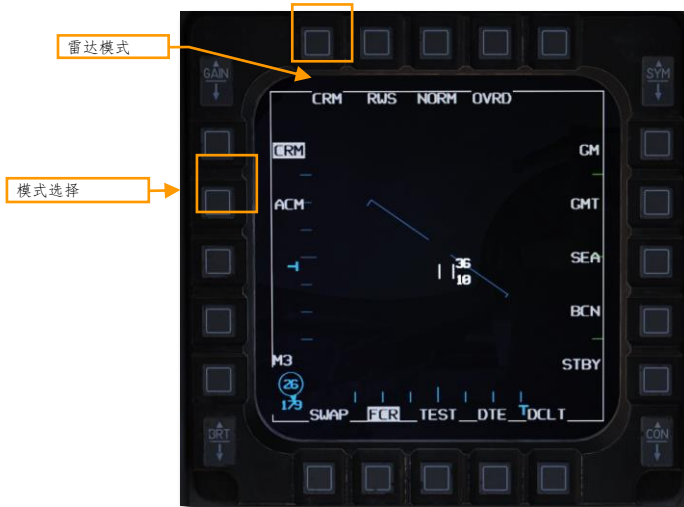 雷达模式
GAIN
SYM
CRM RWS NORM OVRD
CRM
GM
模式选择
ACM
GMT
36
10
SEA
BCN
M3
STBY
26
179
T
SWAP FCR TEST DTE DCLT
BRT
CON